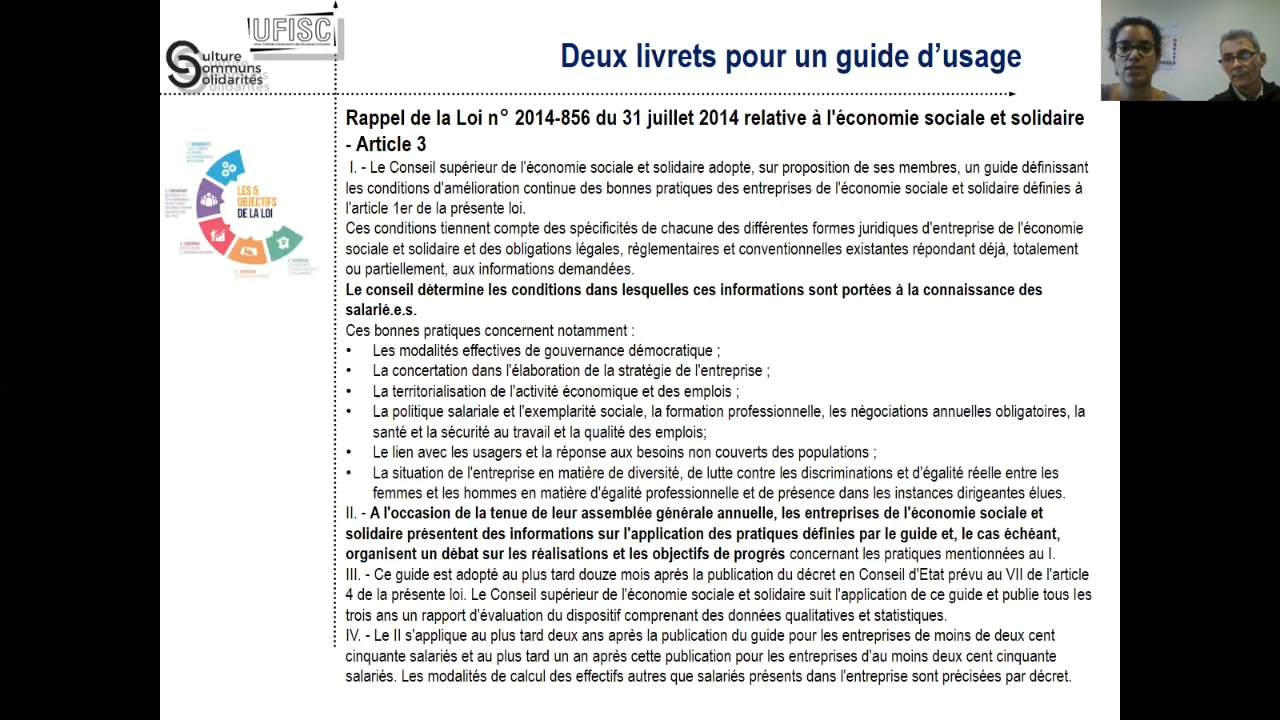 UFISC
Culture
Communs
Solidarités
Deux livrets pour un guide d'usage
LES 5
OBJECTIFS
DE LA LOI
Rappel de la Loi n° 2014-856 du 31 juillet 2014 relative à l'économie sociale et solidaire
- Article 3
I. - Le Conseil supérieur de l'économie sociale et solidaire adopte, sur proposition de ses membres, un guide définissant
les conditions d'amélioration continue des bonnes pratiques des entreprises de l'économie sociale et solidaire définies à
l'article 1er de la présente loi.
Ces conditions tiennent compte des spécificités de chacune des différentes formes juridiques d'entreprise de l'économie
sociale et solidaire et des obligations légales, réglementaires et conventionnelles existantes répondant déjà, totalement
ou partiellement, aux informations demandées.
Le conseil détermine les conditions dans lesquelles ces informations sont portées à la connaissance des
salarié.e.s.
Ces bonnes pratiques concernent notamment :
• Les modalités effectives de gouvernance démocratique ;
• La concertation dans l'élaboration de la stratégie de l'entreprise ;
• La territorialisation de l'activité économique et des emplois ;
• La politique salariale et l'exemplarité sociale, la formation professionnelle, les négociations annuelles obligatoires, la
santé et la sécurité au travail et la qualité des emplois;
• Le lien avec les usagers et la réponse aux besoins non couverts des populations ;
• La situation de l'entreprise en matière de diversité, de lutte contre les discriminations et d'égalité réelle entre les
femmes et les hommes en matière d'égalité professionnelle et de présence dans les instances dirigeantes élues.
II. - A l'occasion de la tenue de leur assemblée générale annuelle, les entreprises de l'économie sociale et
solidaire présentent des informations sur l'application des pratiques définies par le guide et, le cas échéant,
organisent un débat sur les réalisations et les objectifs de progrès concernant les pratiques mentionnées au I.
III. - Ce guide est adopté au plus tard douze mois après la publication du décret en Conseil d'Etat prévu au VII de l'article
4 de la présente loi. Le Conseil supérieur de l'économie sociale et solidaire suit l'application de ce guide et publie tous les
trois ans un rapport d'évaluation du dispositif comprenant des données qualitatives et statistiques.
IV. - Le II s'applique au plus tard deux ans après la publication du guide pour les entreprises de moins de deux cent
cinquante salariés et au plus tard un an après cette publication pour les entreprises d'au moins deux cent cinquante
salariés. Les modalités de calcul des effectifs autres que salariés présents dans l'entreprise sont précisées par décret.